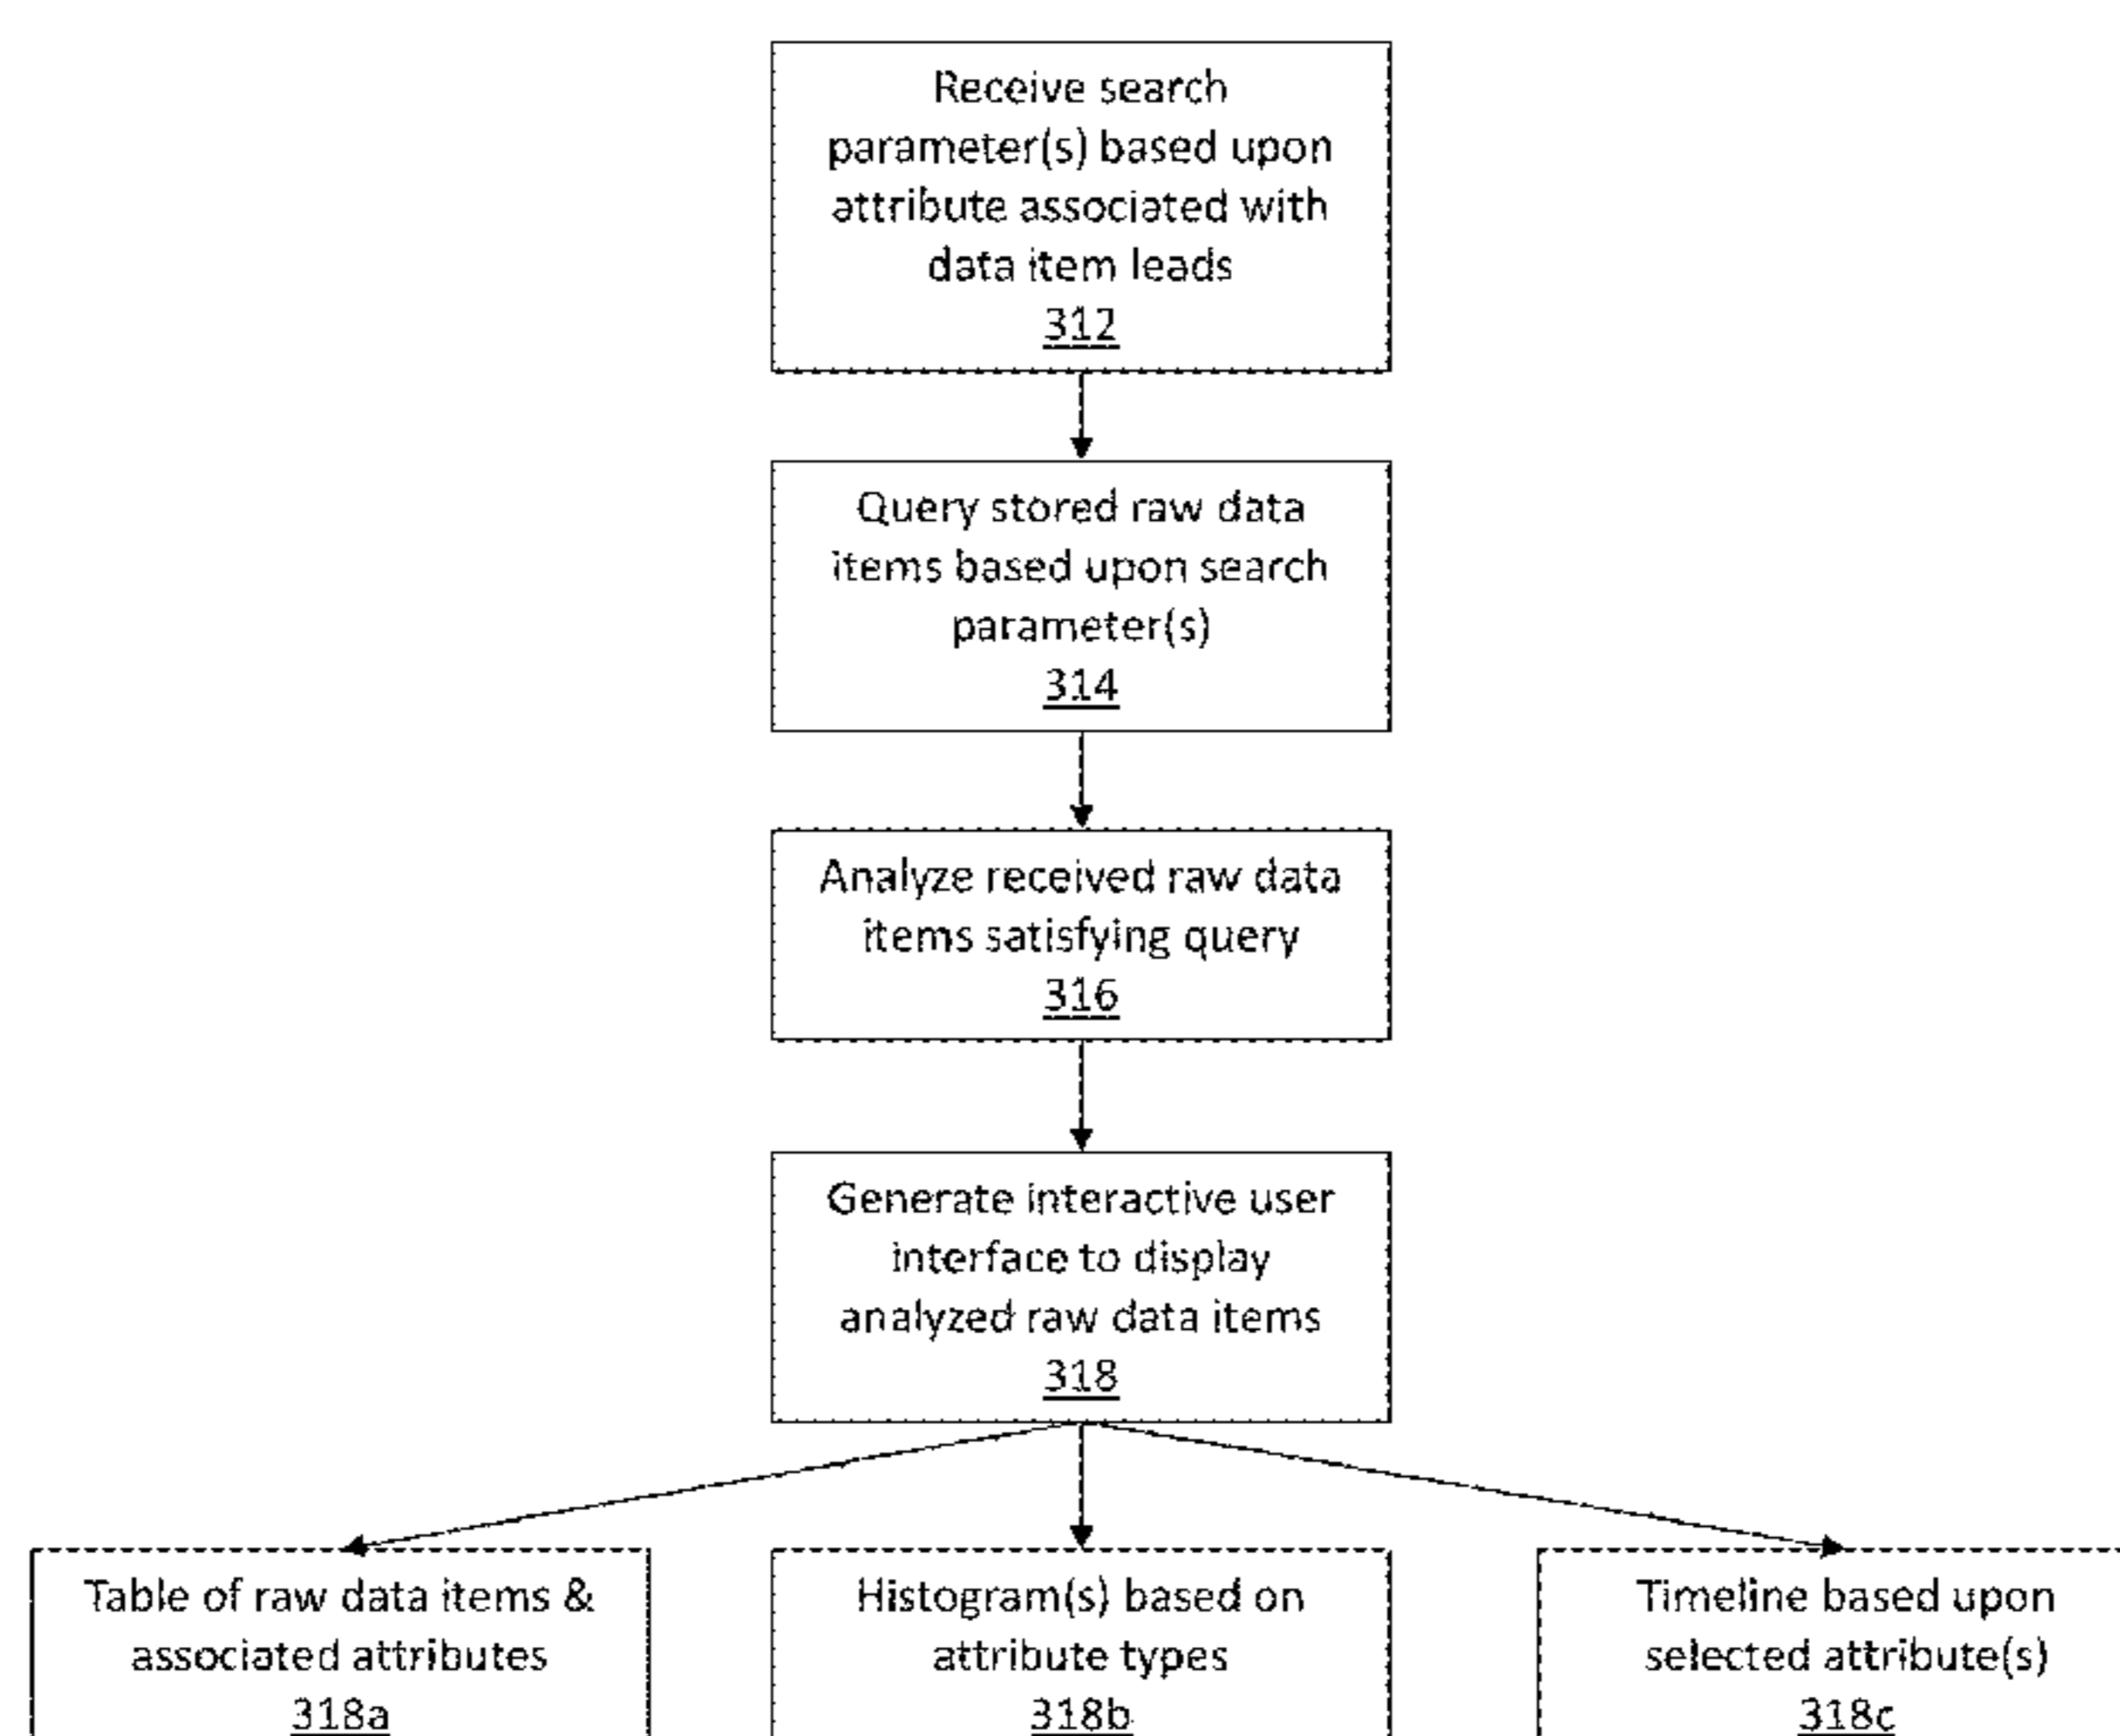 Receive search
parameter(s) based upon
attribute associated with
data item leads
312
Query stored raw data
items based upon search
parameter(s)
314
Analyze received raw data
items satisfying query
316
Generate interactive user
interface to display
analyzed raw data items
318
Table of raw data items &
associated attributes
318a
Histogram(s) based on
attribute types
318b
Timeline based upon
selected attribute(s)
318c